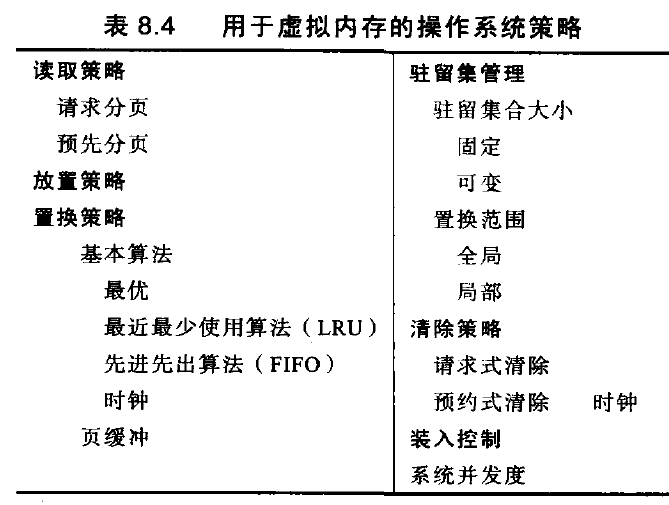 表 8.4 用于虚拟内存的操作系统策略
读取策略
请求分页
预先分页
放置策略
置换策略
基本算法
最优
最近最少使用算法（LRU）
先进先出算法（FIFO）
时钟
页缓冲
驻留集管理
驻留集合大小
固定
可变
置换范围
全局
局部
清除策略
请求式清除
预约式清除 时钟
装入控制
系统并发度